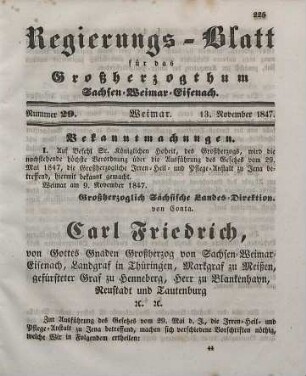 225
Regierungs-Blatt
für das
Großherzogthum
Sachsen-Weimar-Eisenach.
Nummer 29. Weimar. 13. November 1847.
Bekanntmachungen.
I. Auf Befehl Sr. Königlichen Hoheit, des Großherzogs, wird die
nachstehende höchste Verordnung über die Ausführung des Gesetzes vom 29.
Mai 1847, die Großherzogliche Irren-Heil- und Pflege-Anstalt zu Jena be-
treffend, hiermit bekannt gemacht.
Weimar am 9. November 1847.
Großherzoglich Sächsische Landes-Direktion.
von Conta.
Carl Friedrich,
von Gottes Gnaden Großherzog von Sachsen-Weimar-
Eisenach, Landgraf in Thüringen, Markgraf zu Meißen,
gefürsteter Graf zu Henneberg, Herr zu Blankenhayn,
Neustadt und Tautenburg
ꝛc. ꝛc.
Zur Ausführung des Gesetzes vom 29. Mai d. J., die Irren-Heil- und
Pflege-Anstalt zu Jena betreffend, machen sich verschiedene Vorschriften nöthig,
welche Wir in Folgendem ertheilen:
44